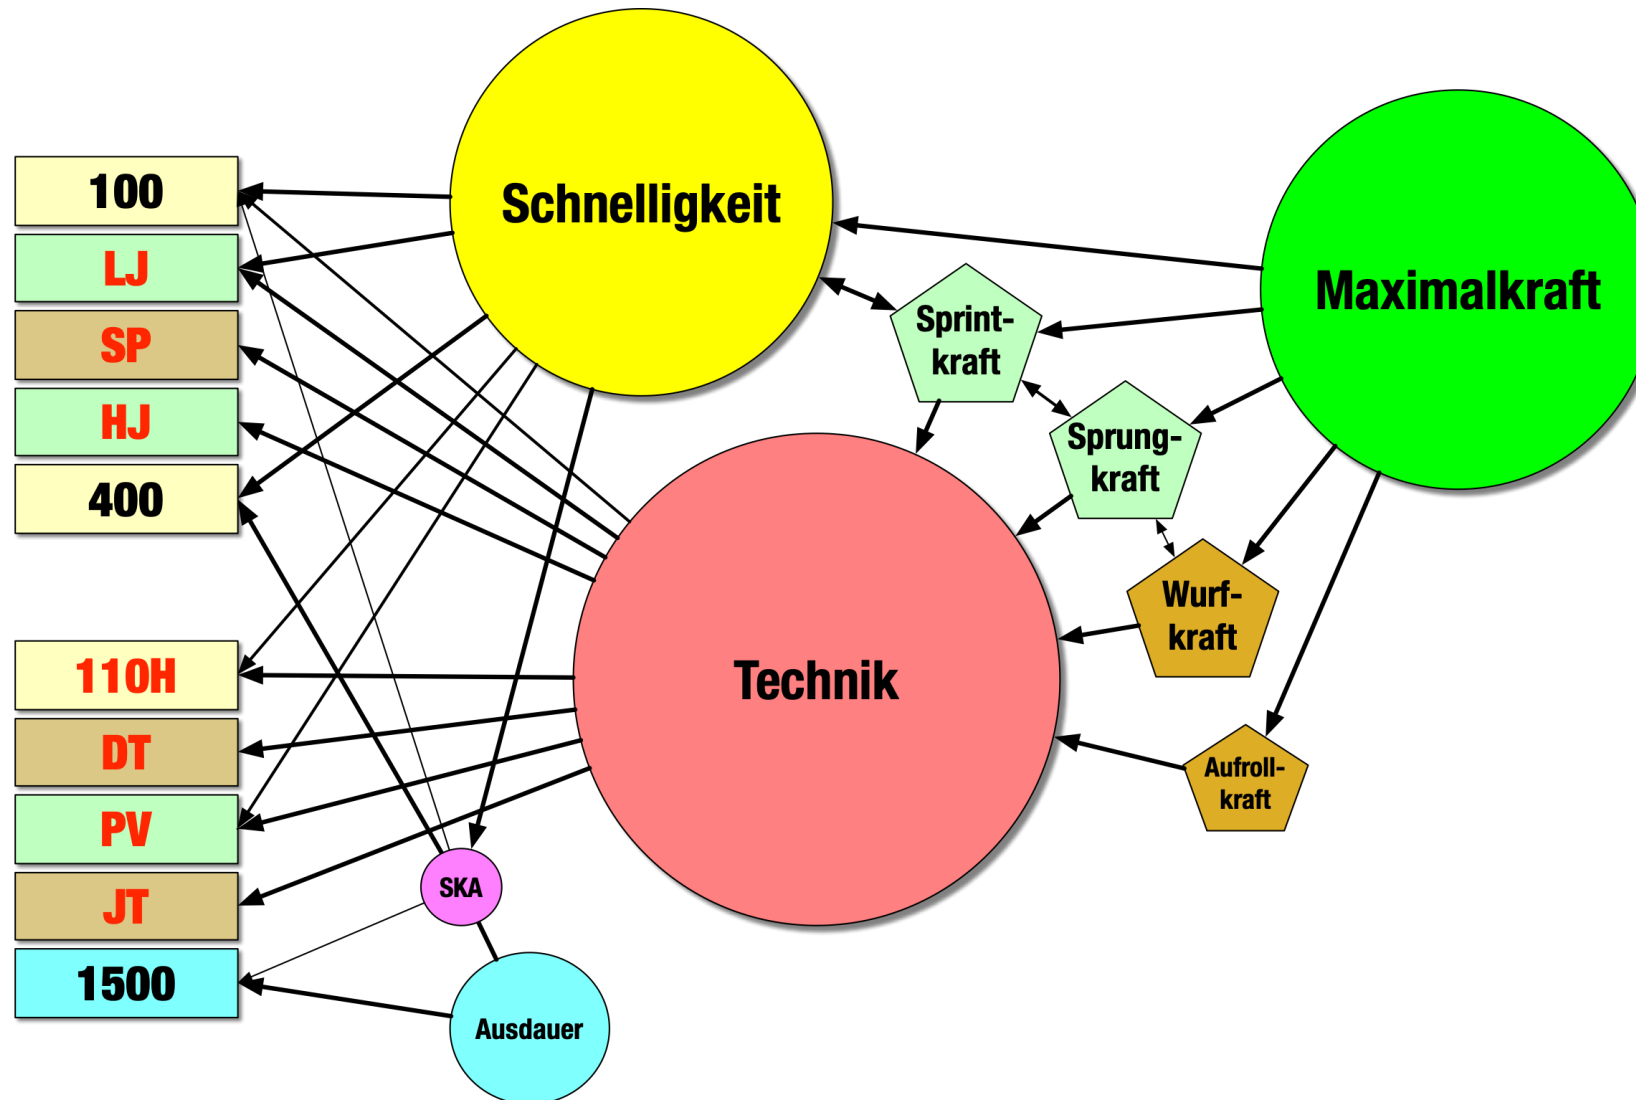 100
LJ
SP
HJ
400
110H
DT
PV
JT
1500
Schnelligkeit
Technik
SKA
Ausdauer
Sprint-
kraft
Sprung-
kraft
Wurf-
kraft
Aufroll-
kraft
Maximalkraft